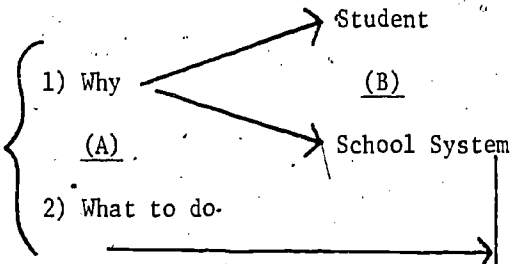 Student
1) Why
(B)
(A)
School System
2) What to do